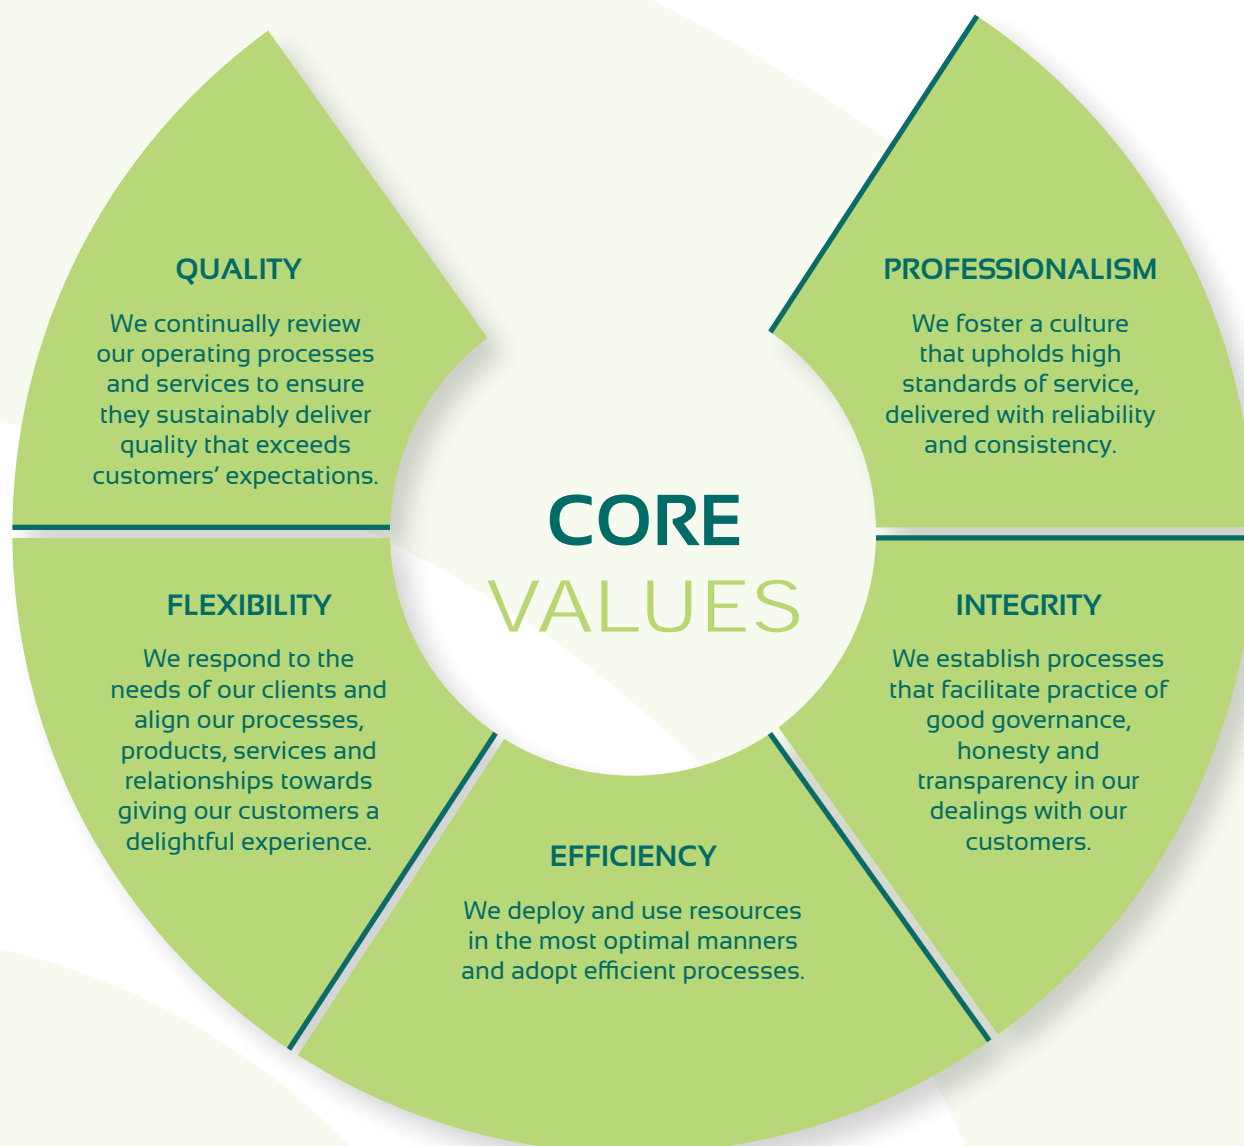 CORE
VALUES
QUALITY
We continually review
our operating processes
and services to ensure
they sustainably deliver
quality that exceeds
customers‘ expectations.
PROFESSIONALISM
We foster a culture
that upholds high
standards of service,
delivered with reliability
and consistency.
FLEXIBILITY
We respond to the
needs of our clients and
align our processes,
products, services and
relationships towards
giving our customers a
delightful experience.
INTEGRITY
We establish processes
that facilitate practice of
good governance,
honesty and
transparency in our
dealings with our
customers.
EFFICIENCY
We deploy and use resources
in the most optimal manners
and adopt efficient processes.